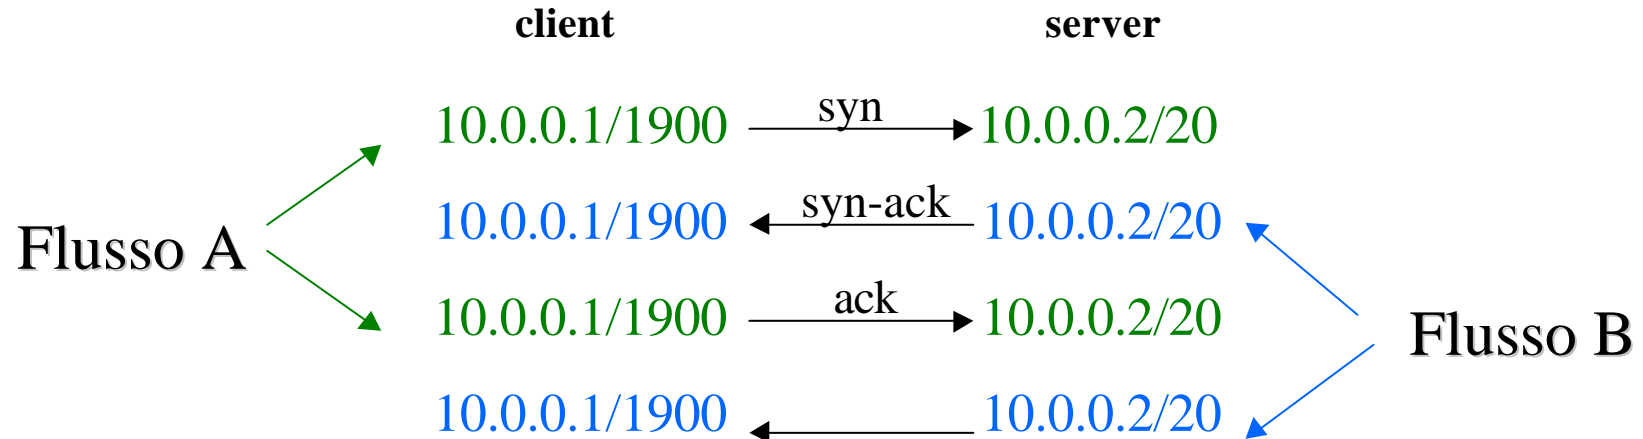 client server
10.0.0.1/1900 syn 10.0.0.2/20
10.0.0.1/1900 syn-ack 10.0.0.2/20
Flusso A
10.0.0.1/1900 ack 10.0.0.2/20
Flusso B
10.0.0.1/1900 10.0.0.2/20